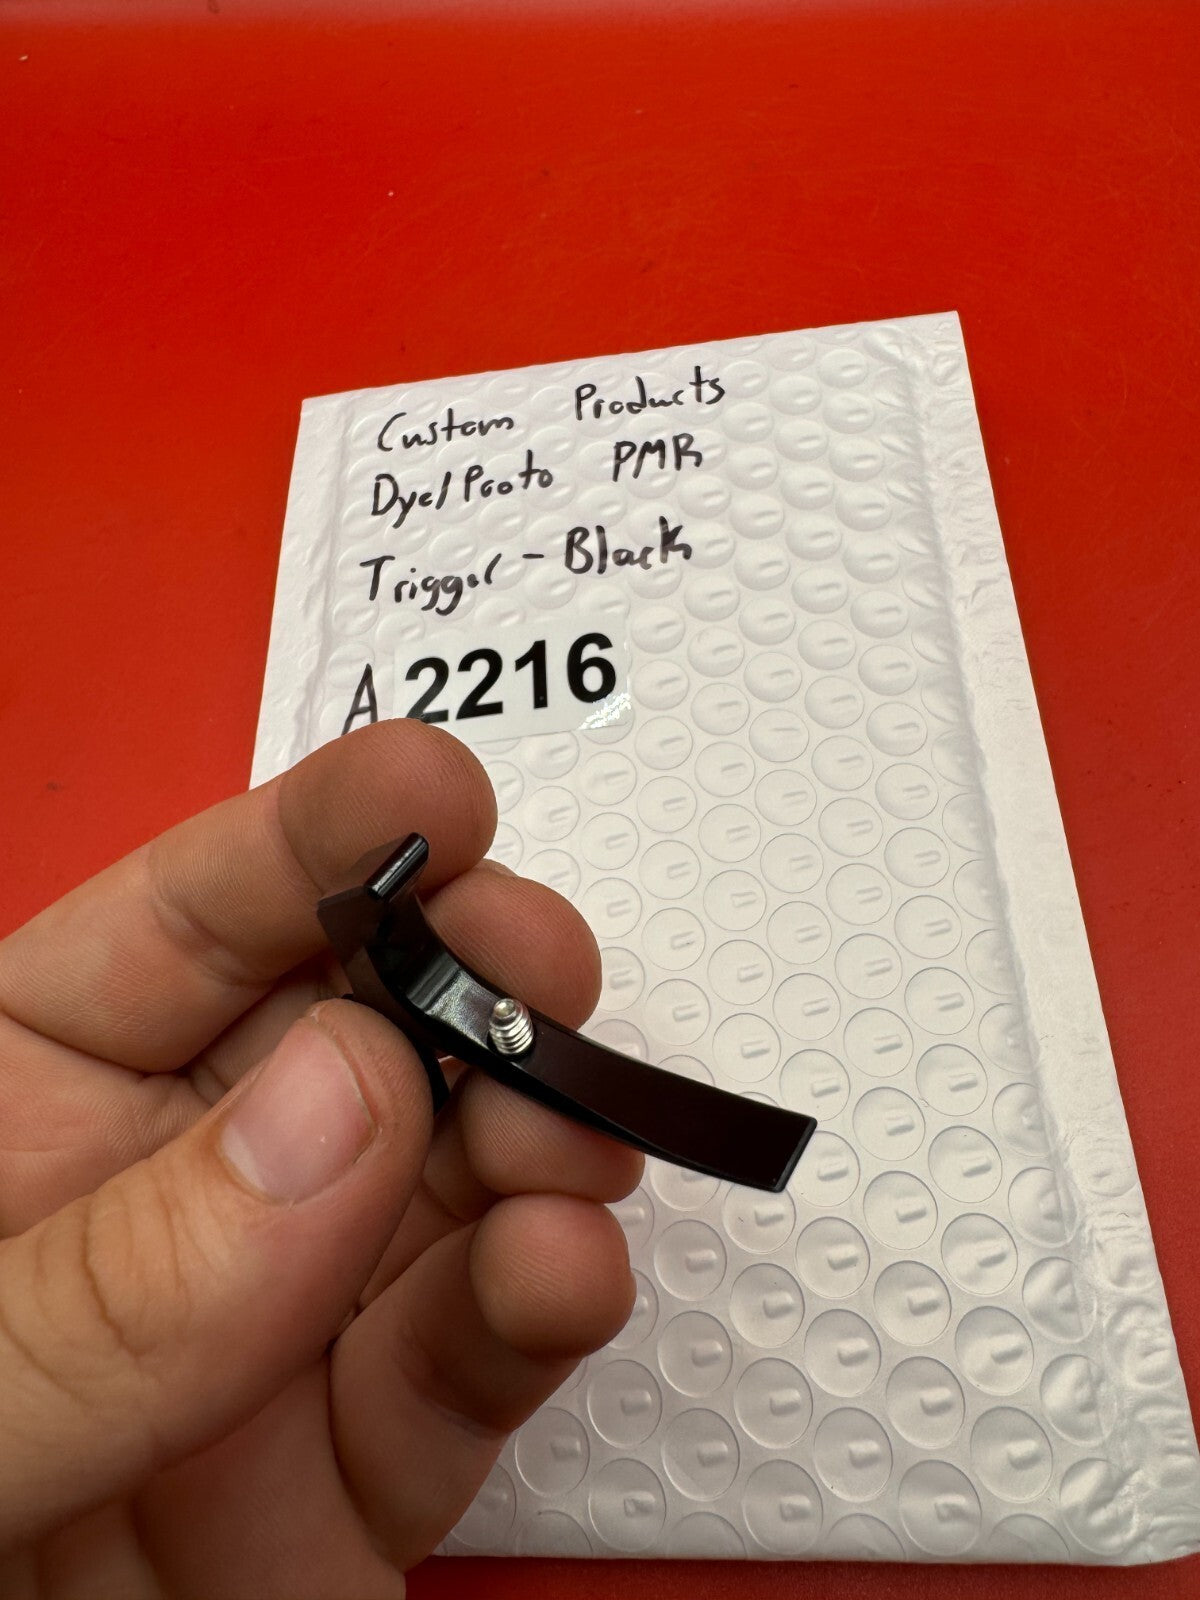 Custom Products
Dye/Proto PMR
Trigger - Black
A 2216